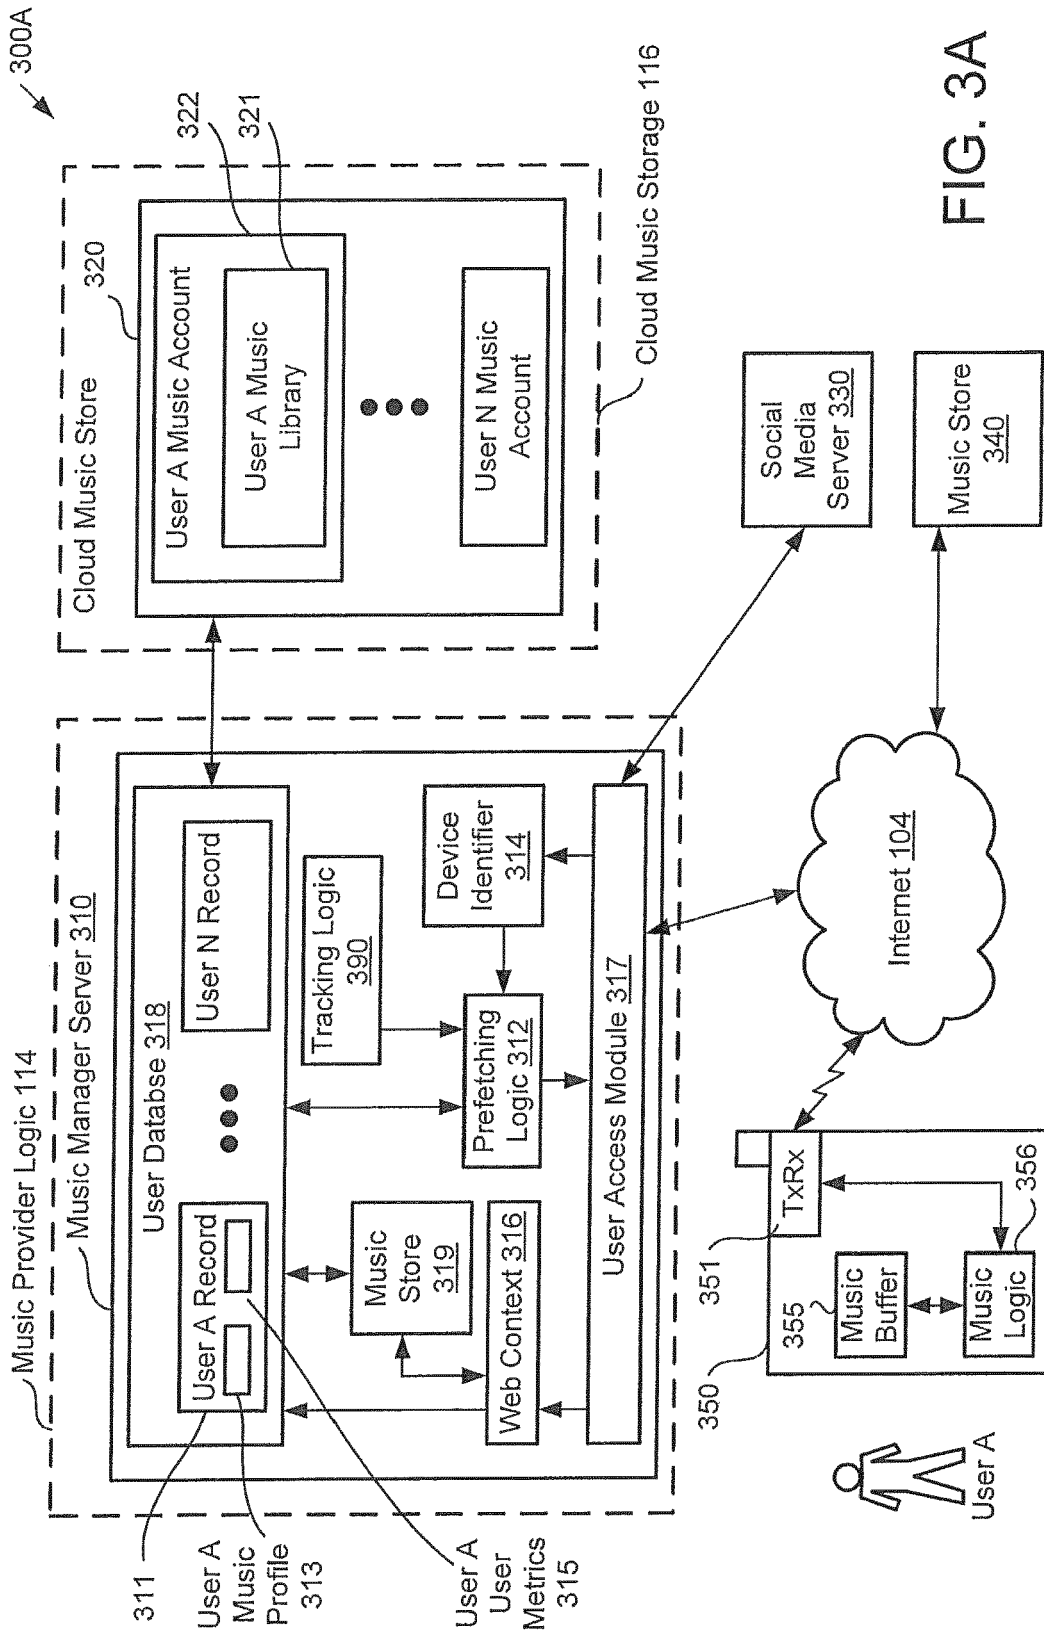 300A
Music Provider Logic 114
Music Manager Server 310
User Databse 318
User A Record
User N Record
311
User A
Music
Profile
313
User A
User
Metrics
315
Music
Store
319
Web Context 316
Tracking Logic
390
Prefetching
Logic 312
Device
Identifier
314
User Access Module 317
Cloud Music Store
320
User A Music Account
322
User A Music
Library
321
User N Music
Account
Cloud Music Storage 116
Social
Media
Server 330
Music Store
340
Internet 104
User A
350
351
TxRx
355
Music
Buffer
Music
Logic
356
FIG. 3A